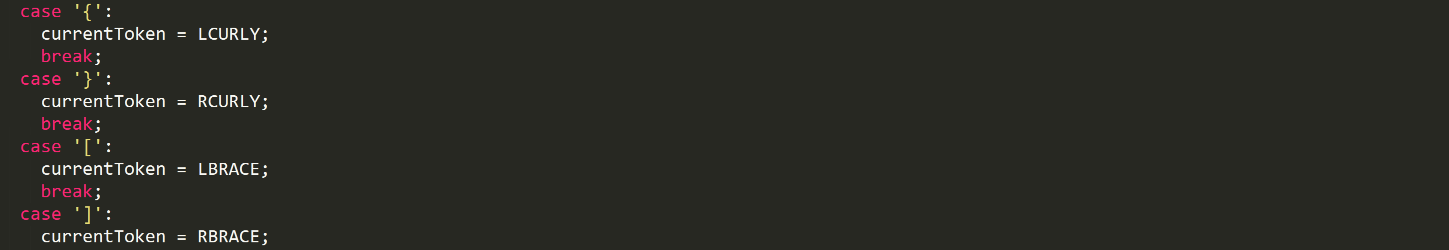 case '{':
currentToken = LCURLY;
break;
case '}':
currentToken = RCURLY;
break;
case '[':
currentToken = LBRACE;
break;
case ']':
currentToken = RBRACE;